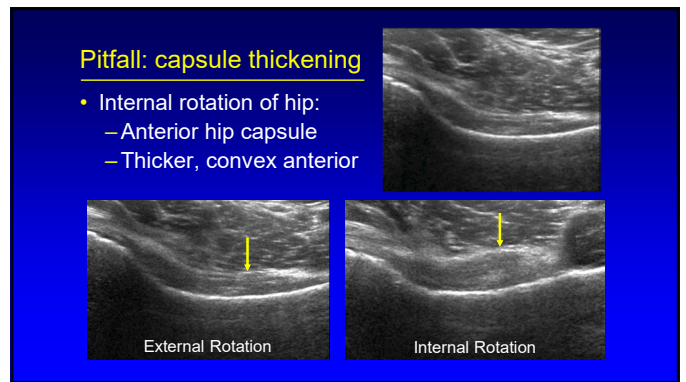 Pitfall: capsule thickening
• Internal rotation of hip:
–Anterior hip capsule
–Thicker, convex anterior
External Rotation
Internal Rotation